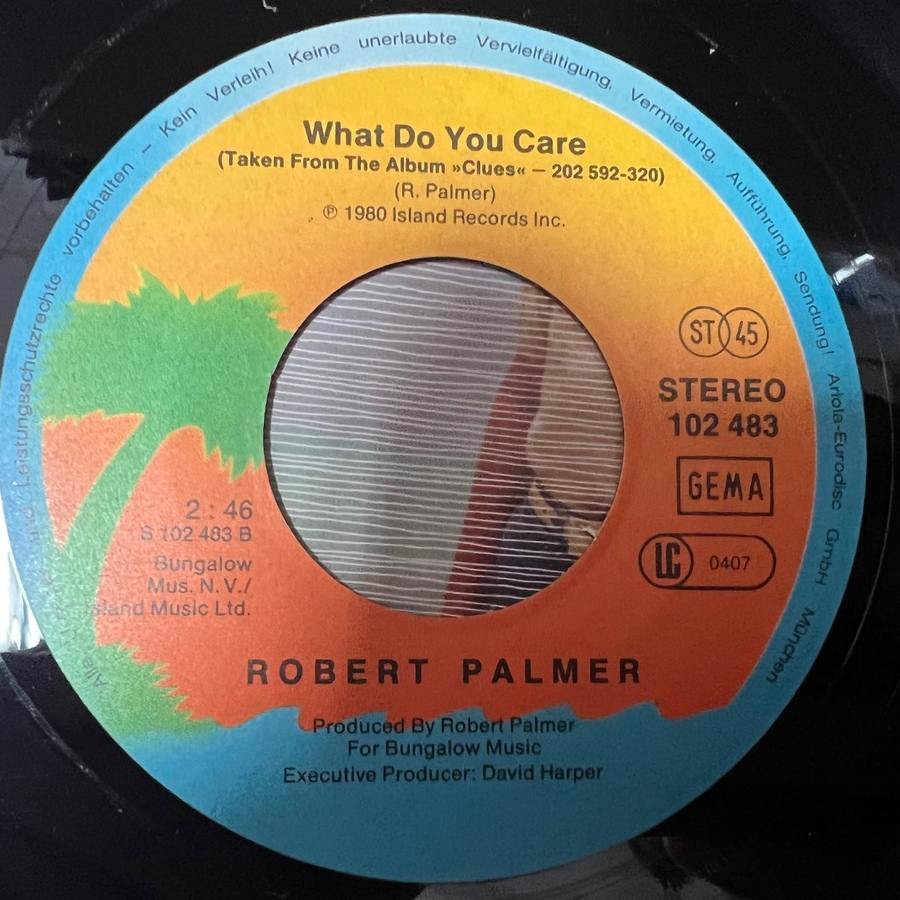 Alle Urheber- und Leistungsschutzrechte vorbehalten – Kein Verleih! Keine unerlaubte Vervielfältigung, Vermietung, Aufführung, Sendung! Ariola-Eurodisc GmbH München
What Do You Care
(Taken From The Album »Clues« – 202 592-320)
(R. Palmer)
℗ 1980 Island Records Inc.
ST 45
STEREO
102 483
GEMA
LC 0407
2:46
S 102 483 B
Bungalow
Mus. N.V./
Island Music Ltd.
ROBERT PALMER
Produced By Robert Palmer
For Bungalow Music
Executive Producer: David Harper